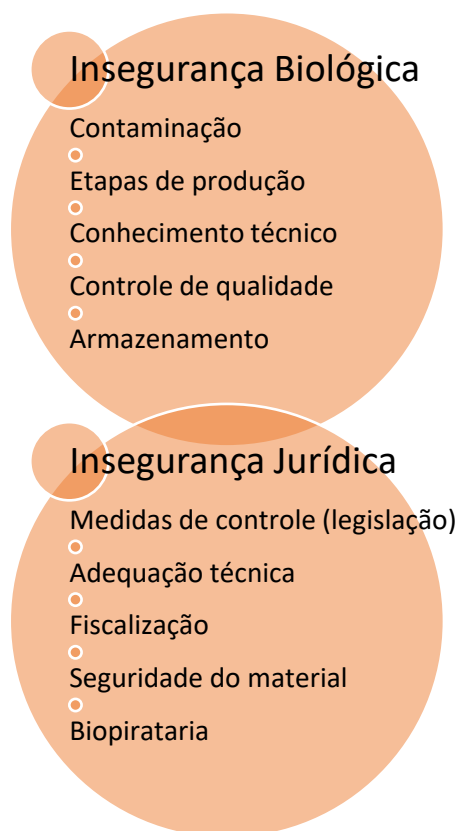 Insegurança Biológica
Contaminação
Etapas de produção
Conhecimento técnico
Controle de qualidade
Armazenamento
Insegurança Jurídica
Medidas de controle (legislação)
Adequação técnica
Fiscalização
Seguridade do material
Biopirataria